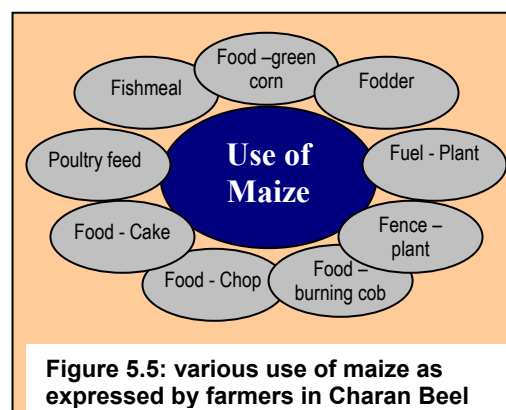 Food –green
corn
Fishmeal
Fodder
Poultry feed
Use of
Maize
Fuel - Plant
Food - Cake
Fence –
plant
Food - Chop
Food –
burning cob
Figure 5.5: various use of maize as
expressed by farmers in Charan Beel